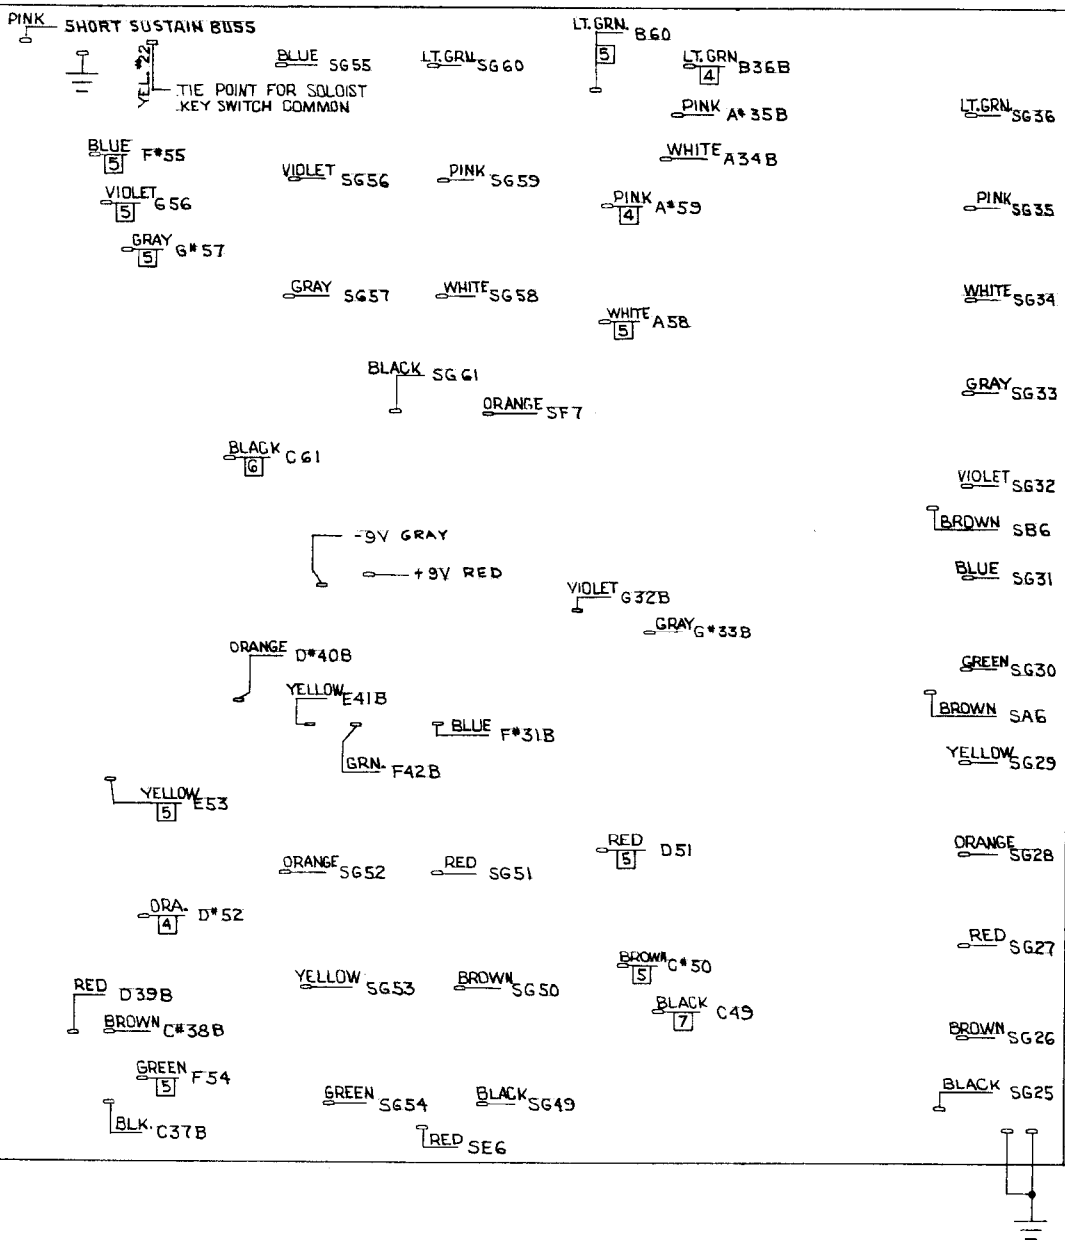 PINK SHORT SUSTAIN BUSS
YEL. #22
TIE POINT FOR SOLOIST
KEY SWITCH COMMON
BLUE SG55
LT.GRN. SG60
LT. GRN. B60
5
LT. GRN B36B
4
PINK A#35B
LT.GRN. SG36
BLUE F#55
5
WHITE A34B
VIOLET SG56
PINK SG59
VIOLET G56
5
PINK A#59
4
PINK SG35
GRAY G#57
5
GRAY SG57
WHITE SG58
WHITE SG34
WHITE A58
5
BLACK SG61
GRAY SG33
ORANGE SF7
BLACK C61
6
VIOLET SG32
BROWN SB6
-9V GRAY
+9V RED
BLUE SG31
VIOLET G32B
GRAY G#33B
ORANGE D#40B
GREEN SG30
YELLOW E41B
BROWN SA6
BLUE F#31B
YELLOW SG29
GRN. F42B
YELLOW E53
5
RED D51
5
ORANGE SG28
ORANGE SG52
RED SG51
ORA. D#52
4
RED SG27
BROWN C#50
5
YELLOW SG53
BROWN SG50
RED D39B
BLACK C49
7
BROWN C#38B
BROWN SG26
GREEN F54
5
GREEN SG54
BLACK SG49
BLACK SG25
BLK. C37B
RED SE6